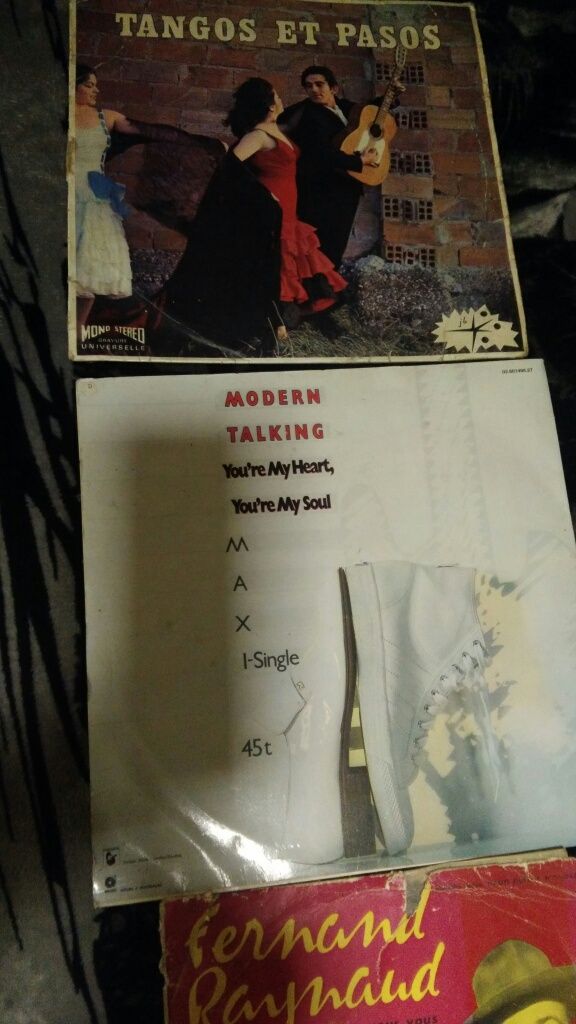 TANGOS ET PASOS
MONO STEREO
GRAVURE
UNIVERSELLE
MODERN
TALKING
You're My Heart,
You're My Soul
M
A
X
I-Single
45t
Fernand
Raynaud